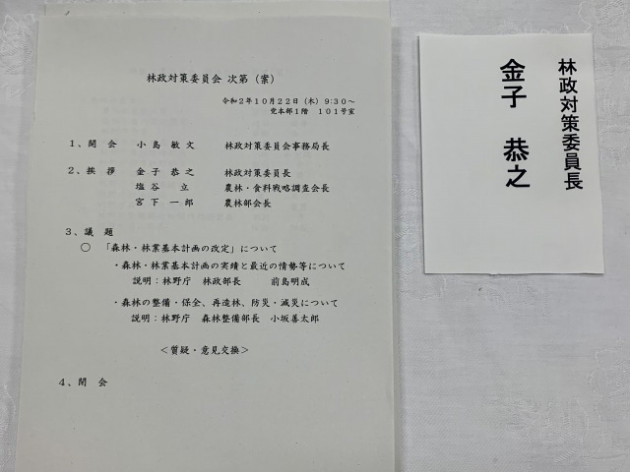 林政対策委員会 次第（案）
令和２年１０月２２日（木）９:３０～
党本部１階 １０１号室
１、開 会 小島 敏文 林政対策委員会事務局長
２、挨 拶 金子 恭之 林政対策委員長
塩谷 立 農林・食料戦略調査会長
宮下 一郎 農林部会長
３、議 題
○ 「森林・林業基本計画の改定」について
・森林・林業基本計画の実績と最近の情勢等について
説明：林野庁 林政部長 前島明成
・森林の整備・保全、再造林、防災・減災について
説明：林野庁 森林整備部長 小坂善太郎
＜質疑・意見交換＞
４、閉 会
林政対策委員長
金子 恭之